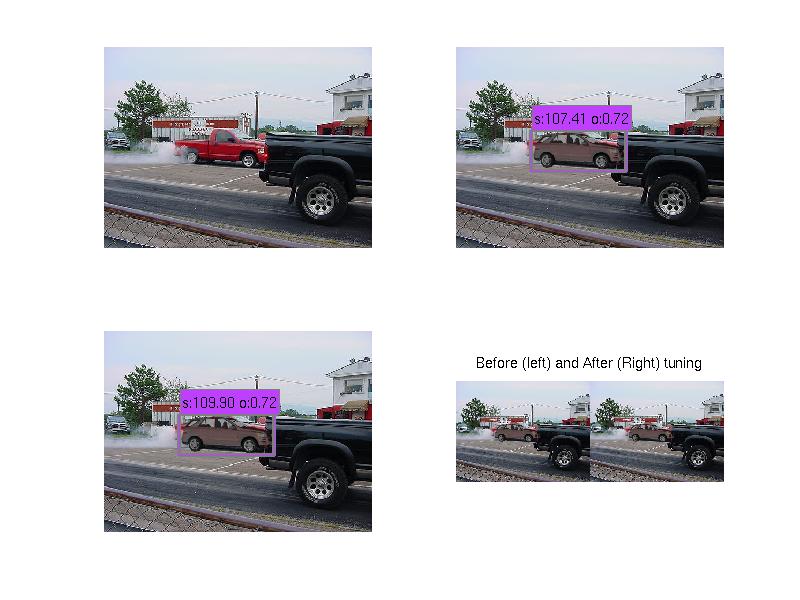 s:107.41 o:0.72
s:109.90 o:0.72
Before (left) and After (Right) tuning